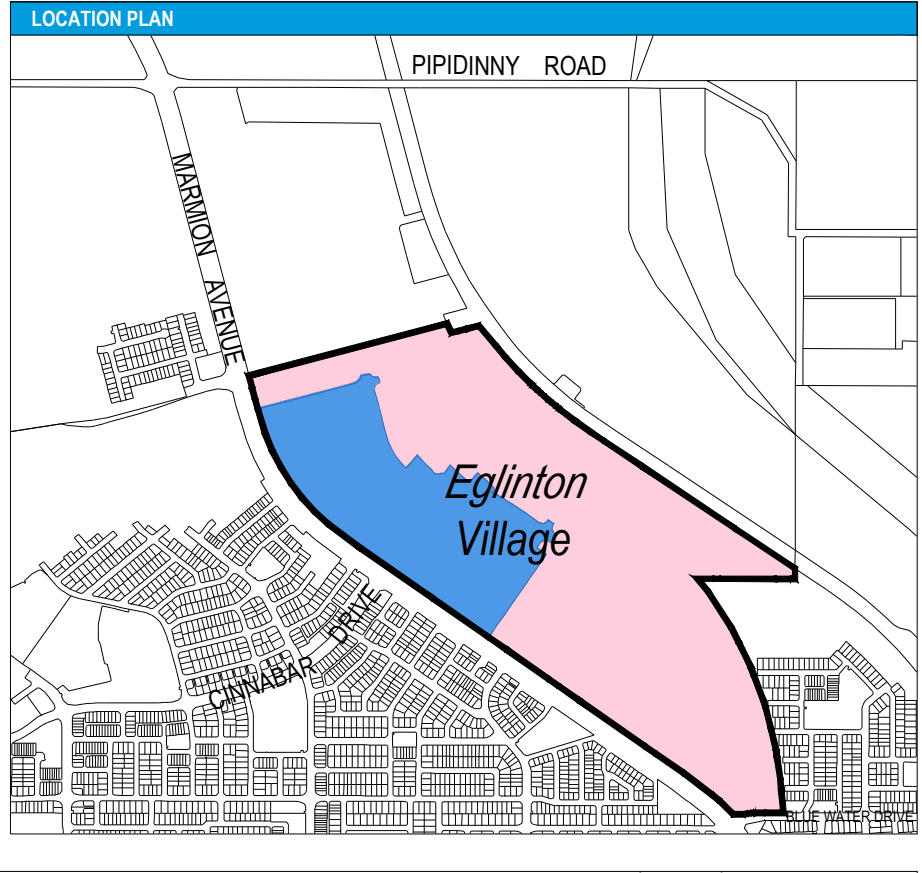 LOCATION PLAN
PIPIDINNY ROAD
MARMION AVENUE
Eglinton
Village
CINNABAR DRIVE
BLUE WATER DRIVE